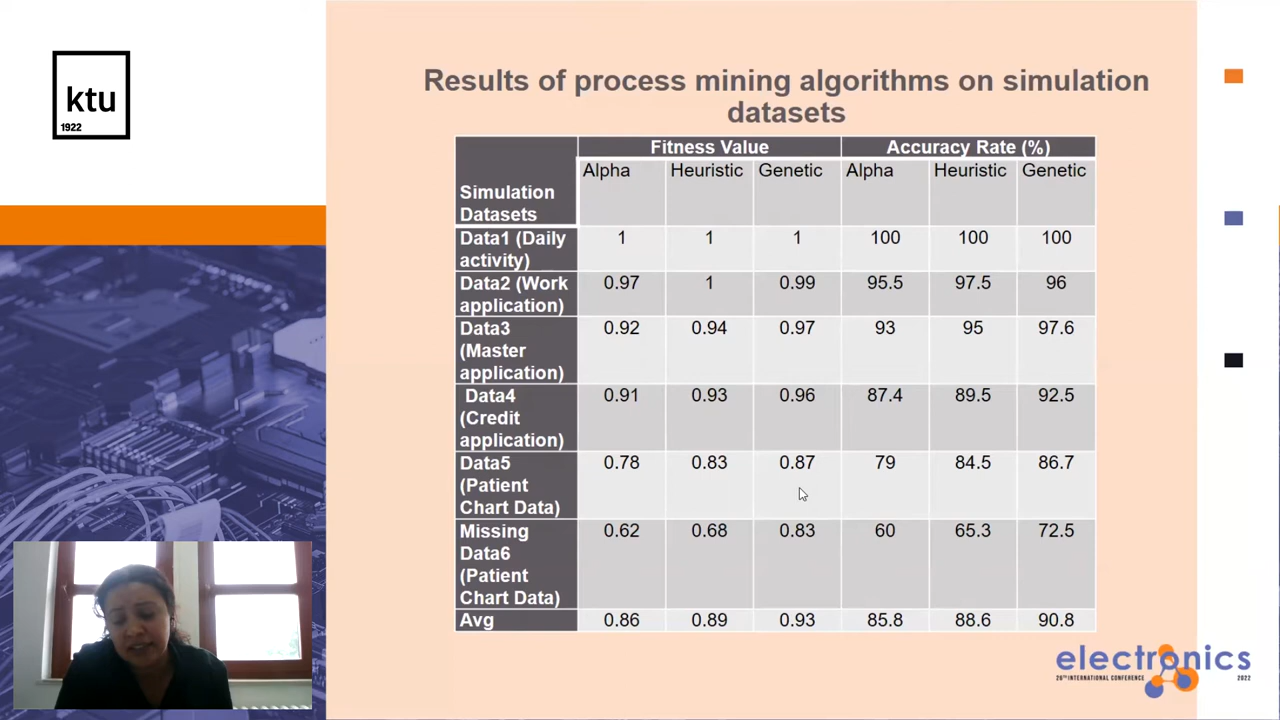 ktu
1922
Results of process mining algorithms on simulation
datasets
Simulation
Datasets
Fitness Value
Accuracy Rate (%)
Alpha Heuristic Genetic Alpha Heuristic Genetic
Data1 (Daily
activity)
1 1 1 100 100 100
Data2 (Work
application)
0.97 1 0.99 95.5 97.5 96
Data3
(Master
application)
0.92 0.94 0.97 93 95 97.6
Data4
(Credit
application)
0.91 0.93 0.96 87.4 89.5 92.5
Data5
(Patient
Chart Data)
0.78 0.83 0.87 79 84.5 86.7
Missing
Data6
(Patient
Chart Data)
0.62 0.68 0.83 60 65.3 72.5
Avg 0.86 0.89 0.93 85.8 88.6 90.8
electronics
26TH INTERNATIONAL CONFERENCE 2022